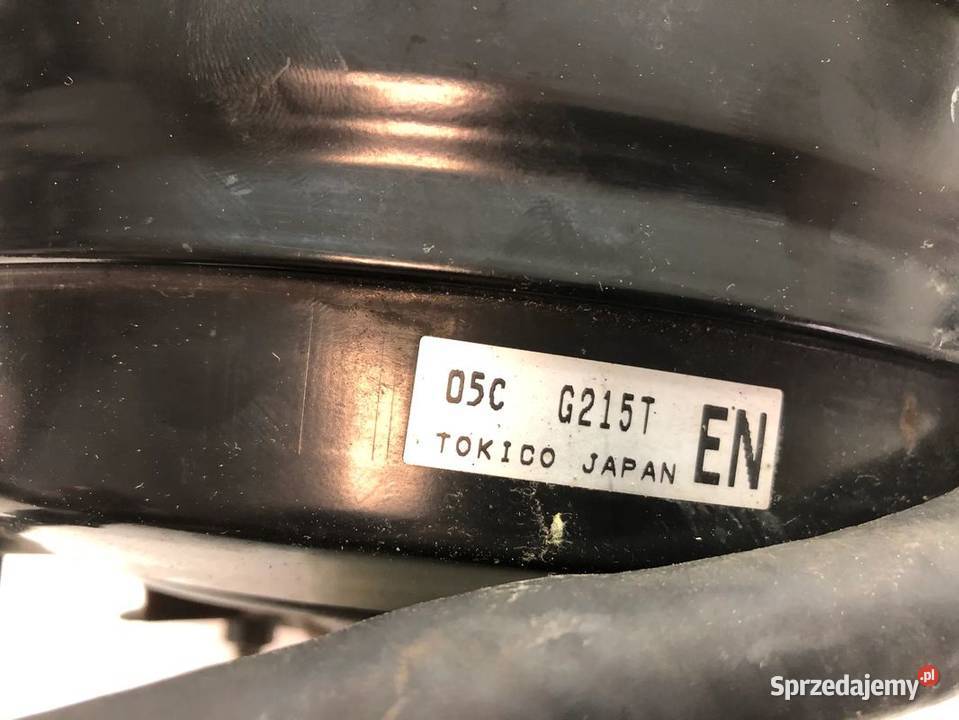 05C G215T
TOKICO JAPAN EN
Sprzedajemy.pl